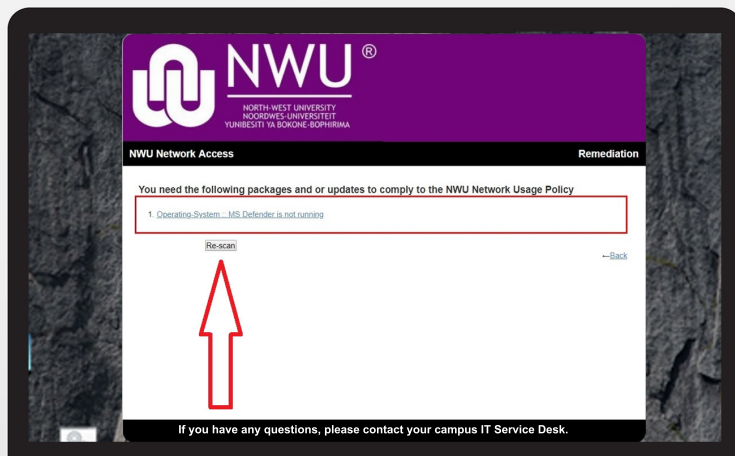 NWU®
NORTH-WEST UNIVERSITY
NOORDWES-UNIVERSITEIT
YUNIBESITI YA BOKONE-BOPHIRIMA
NWU Network Access Remediation
You need the following packages and or updates to comply to the NWU Network Usage Policy
1. Operating-System :: MS Defender is not running
Re-scan
←Back
If you have any questions, please contact your campus IT Service Desk.